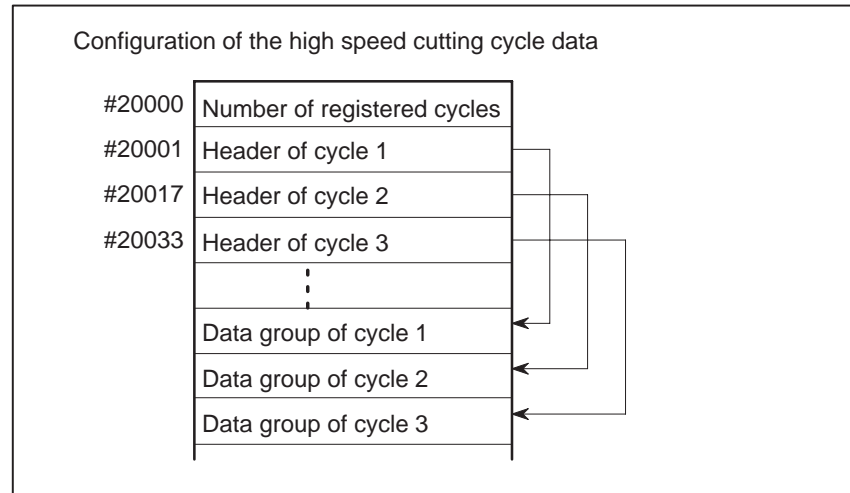 Configuration of the high speed cutting cycle data
#20000 Number of registered cycles
#20001 Header of cycle 1
#20017 Header of cycle 2
#20033 Header of cycle 3
Data group of cycle 1
Data group of cycle 2
Data group of cycle 3